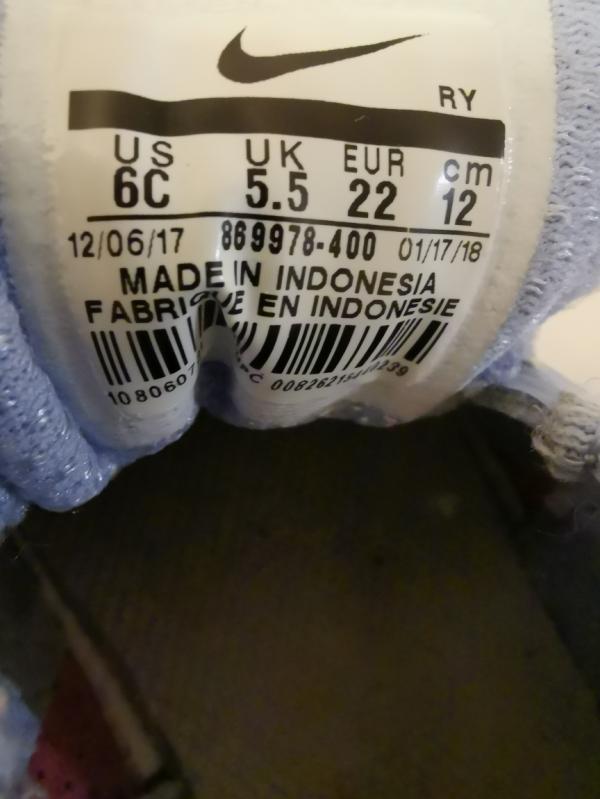 RY
US UK EUR cm
6C 5.5 22 12
12/06/17 869978-400 01/17/18
MADE IN INDONESIA
FABRIQUE EN INDONESIE